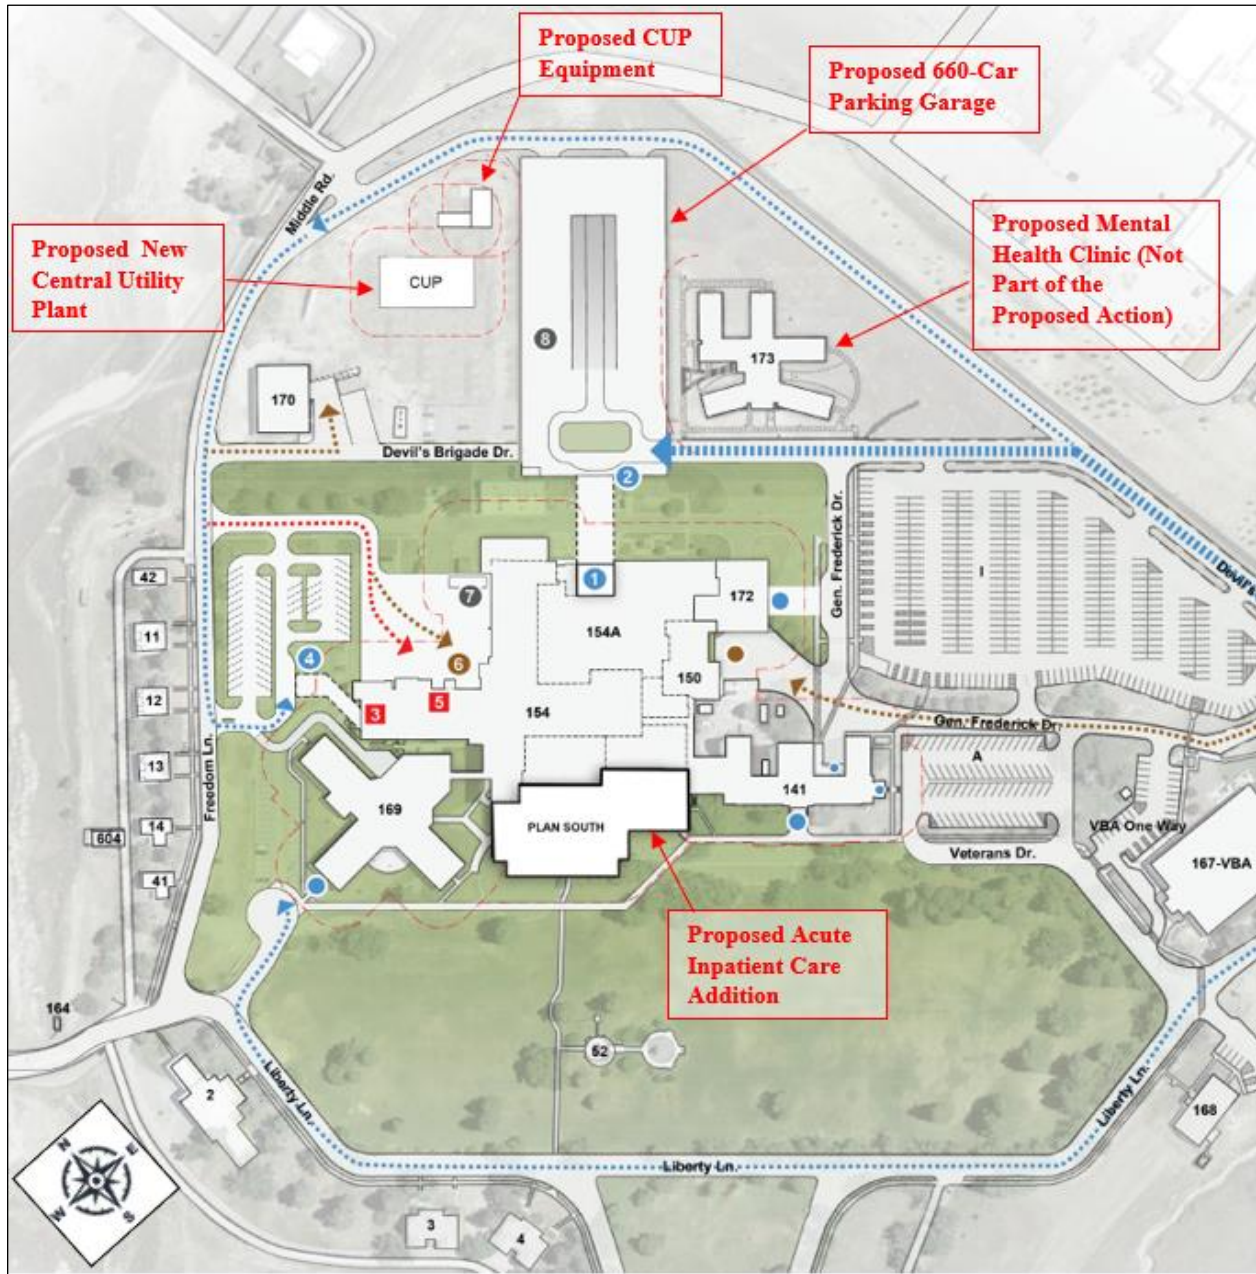 Proposed CUP
Equipment
Proposed 660-Car
Parking Garage
Proposed Mental
Health Clinic (Not
Part of the
Proposed Action)
Proposed New
Central Utility
Plant
Middle Rd.
CUP
8
173
170
Devil's Brigade Dr.
2
Gen. Frederick Dr.
I
Devil's
42
1
172
7
11
154A
4
6
150
12
3
5
154
Gen. Frederick Dr.
A
13
Freedom Ln.
169
141
14
604
PLAN SOUTH
VBA One Way
Veterans Dr.
167-VBA
41
Proposed Acute
Inpatient Care
Addition
164
52
2
Liberty Ln.
Liberty Ln.
168
Liberty Ln.
N
E
W
S
3
4